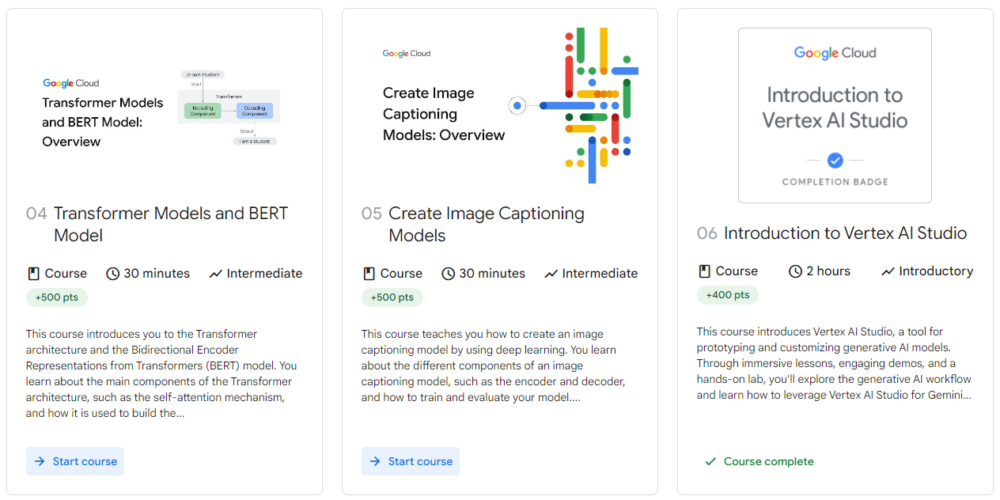 Google Cloud
Transformer Models
and BERT Model:
Overview
Je suis etudiant
Input
Transformer
Encoding
Component
Decoding
Component
Output
I am a student
04 Transformer Models and BERT
Model
Course 30 minutes Intermediate
+500 pts
This course introduces you to the Transformer
architecture and the Bidirectional Encoder
Representations from Transformers (BERT) model. You
learn about the main components of the Transformer
architecture, such as the self-attention mechanism,
and how it is used to build the...
Start course
Google Cloud
Create Image
Captioning
Models: Overview
05 Create Image Captioning
Models
Course 30 minutes Intermediate
+500 pts
This course teaches you how to create an image
captioning model by using deep learning. You learn
about the different components of an image
captioning model, such as the encoder and decoder,
and how to train and evaluate your model....
Start course
Google Cloud
Introduction to
Vertex AI Studio
COMPLETION BADGE
06 Introduction to Vertex AI Studio
Course 2 hours Introductory
+400 pts
This course introduces Vertex AI Studio, a tool for
prototyping and customizing generative AI models.
Through immersive lessons, engaging demos, and a
hands-on lab, you'll explore the generative AI workflow
and learn how to leverage Vertex AI Studio for Gemini...
Course complete